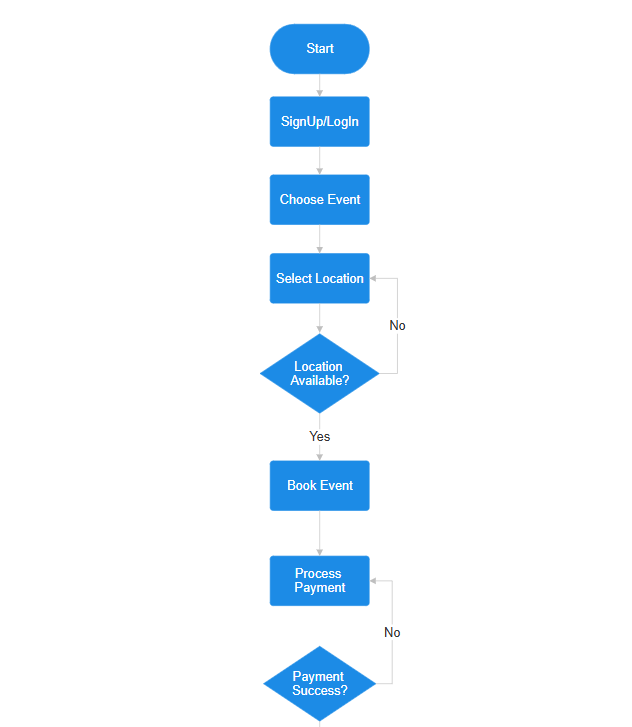 Start
SignUp/LogIn
Choose Event
Select Location
No
Location
Available?
Yes
Book Event
Process
Payment
No
Payment
Success?